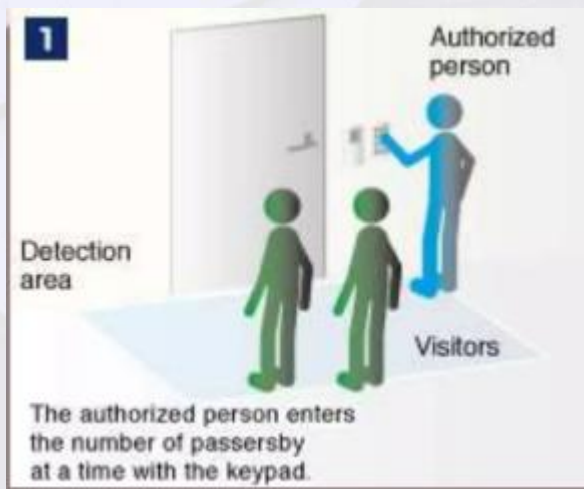 1
Authorized
person
Detection
area
Visitors
The authorized person enters
the number of passersby
at a time with the keypad.